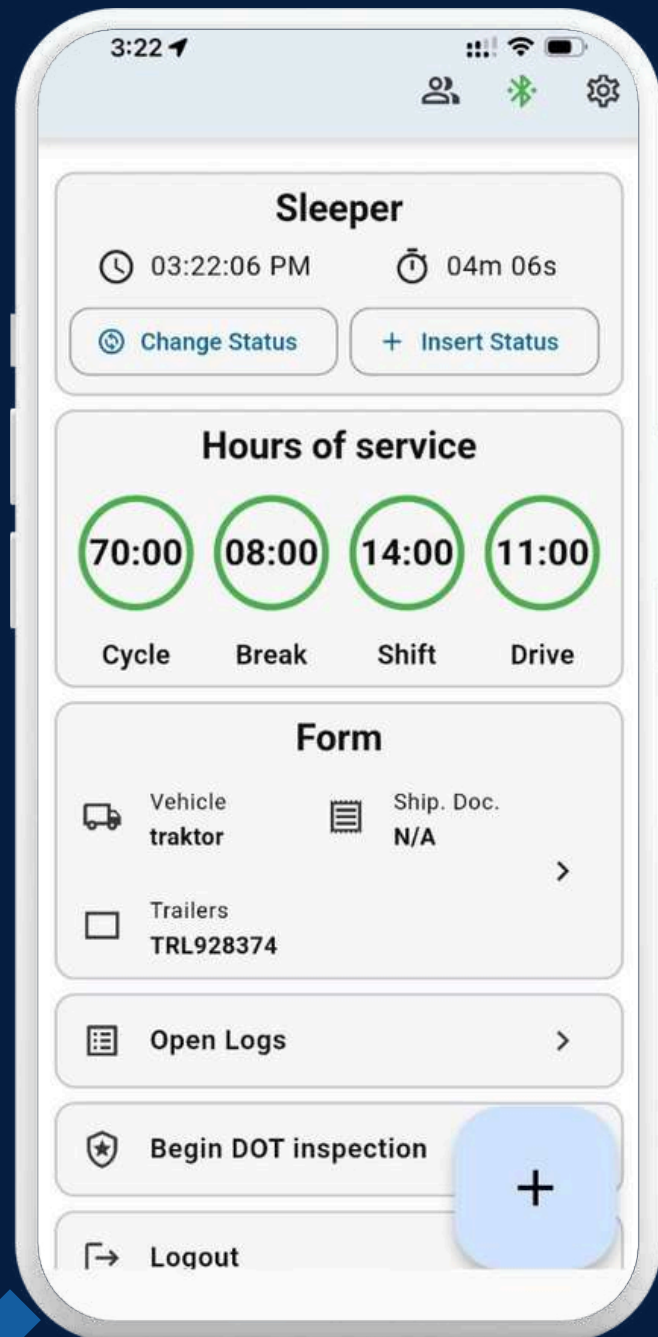 3:22
Sleeper
03:22:06 PM 04m 06s
Change Status + Insert Status
Hours of service
70:00 08:00 14:00 11:00
Cycle Break Shift Drive
Form
Vehicle Ship. Doc.
traktor N/A
Trailers
TRL928374
Open Logs
Begin DOT inspection
+
Logout